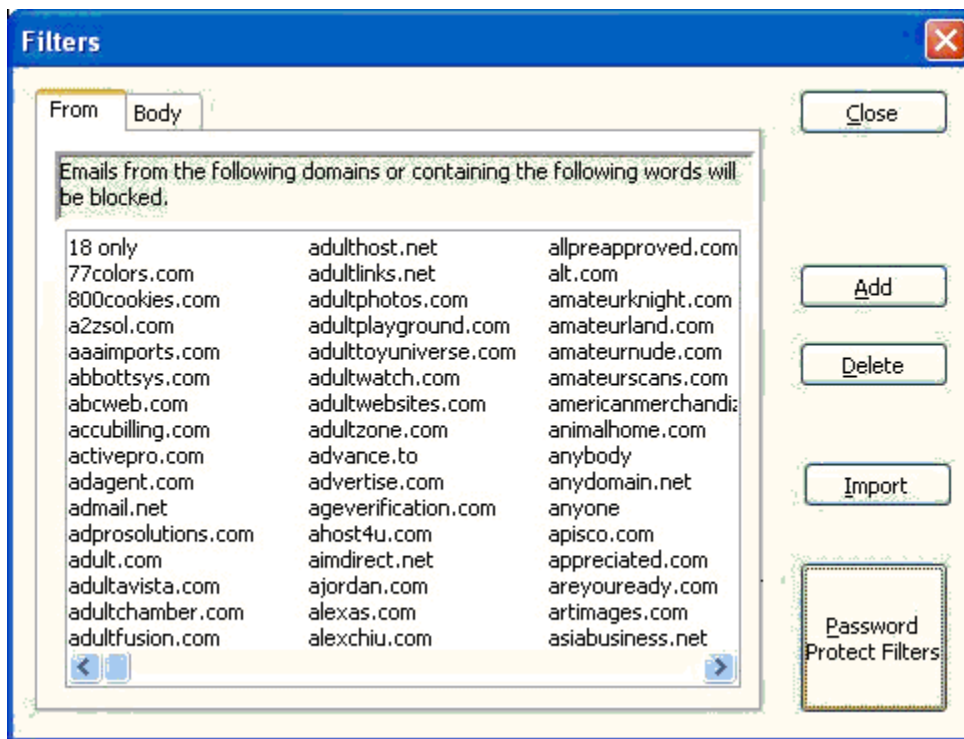 Filters
From
Body
Close
Emails from the following domains or containing the following words will
be blocked.
18 only
77colors.com
800cookies.com
a2zsol.com
aaaimports.com
abbottsys.com
abcweb.com
accubilling.com
activepro.com
adagent.com
admail.net
adprosolutions.com
adult.com
adultavista.com
adultchamber.com
adultfusion.com
adulthost.net
adultlinks.net
adultphotos.com
adultplayground.com
adulttoyuniverse.com
adultwatch.com
adultwebsites.com
adultzone.com
advance.to
advertise.com
ageverification.com
ahost4u.com
aimdirect.net
ajordan.com
alexas.com
alexchiu.com
allpreapproved.com
alt.com
amateurknight.com
amateurland.com
amateurnude.com
amateurscans.com
americanmerchandi
animalhome.com
anybody
anydomain.net
anyone
apisco.com
appreciated.com
areyouready.com
artimages.com
asiabusiness.net
Add
Delete
Import
Password
Protect Filters